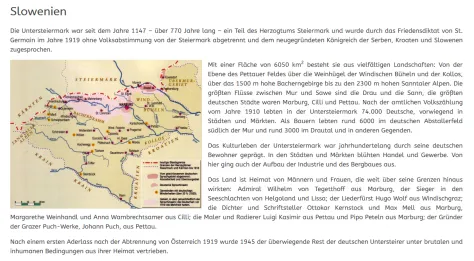 Slowenien
Die Untersteiermark war seit dem Jahre 1147 – über 770 Jahre lang – ein Teil des Herzogtums Steiermark und wurde durch das Friedensdiktat von St.
Germain im Jahre 1919 ohne Volksabstimmung von der Steiermark abgetrennt und dem neugegründeten Königreich der Serben, Kroaten und Slowenen
zugesprochen.
STEIERMARK
Mit einer Fläche von 6050 km² besteht sie aus vielfältigen Landschaften: Von der
Ebene des Pettauer Feldes über die Weinhügel der Windischen Büheln und der Kollos,
über das 1500 m hohe Bacherngebirge bis zu den 2300 m hohen Sanntaler Alpen. Die
größten Flüsse zwischen Mur und Sawe sind die Drau und die Sann, die größten
deutschen Städte waren Marburg, Cilli und Pettau. Nach der amtlichen Volkszählung
vom Jahre 1910 lebten in der Untersteiermark 74.000 Deutsche, vorwiegend in
Städten und Märkten. Als Bauern lebten rund 6000 im deutschen Abstallerfeld
südlich der Mur und rund 3000 im Drautal und in anderen Gegenden.
Das Kulturleben der Untersteiermark war jahrhundertelang durch seine deutschen
Bewohner geprägt. In den Städten und Märkten blühten Handel und Gewerbe. Von
hier ging auch der Aufbau der Industrie und des Bergbaues aus.
Das Land ist Heimat von Männern und Frauen, die weit über seine Grenzen hinaus
wirkten: Admiral Wilhelm von Tegetthoff aus Marburg, der Sieger in den
Seeschlachten von Helgoland und Lissa; der Liederfürst Hugo Wolf aus Windischgraz;
die Dichter und Schriftsteller Ottokar Kernstock und Max Mell aus Marburg,
Margarethe Weinhandl und Anna Wambrechtsamer aus Cilli; die Maler und Radierer Luigi Kasimir aus Pettau und Pipo Peteln aus Marburg; der Gründer
der Grazer Puch-Werke, Johann Puch, aus Pettau.
Nach einem ersten Aderlass nach der Abtrennung von Österreich 1919 wurde 1945 der überwiegende Rest der deutschen Untersteirer unter brutalen und
inhumanen Bedingungen aus ihrer Heimat vertrieben.